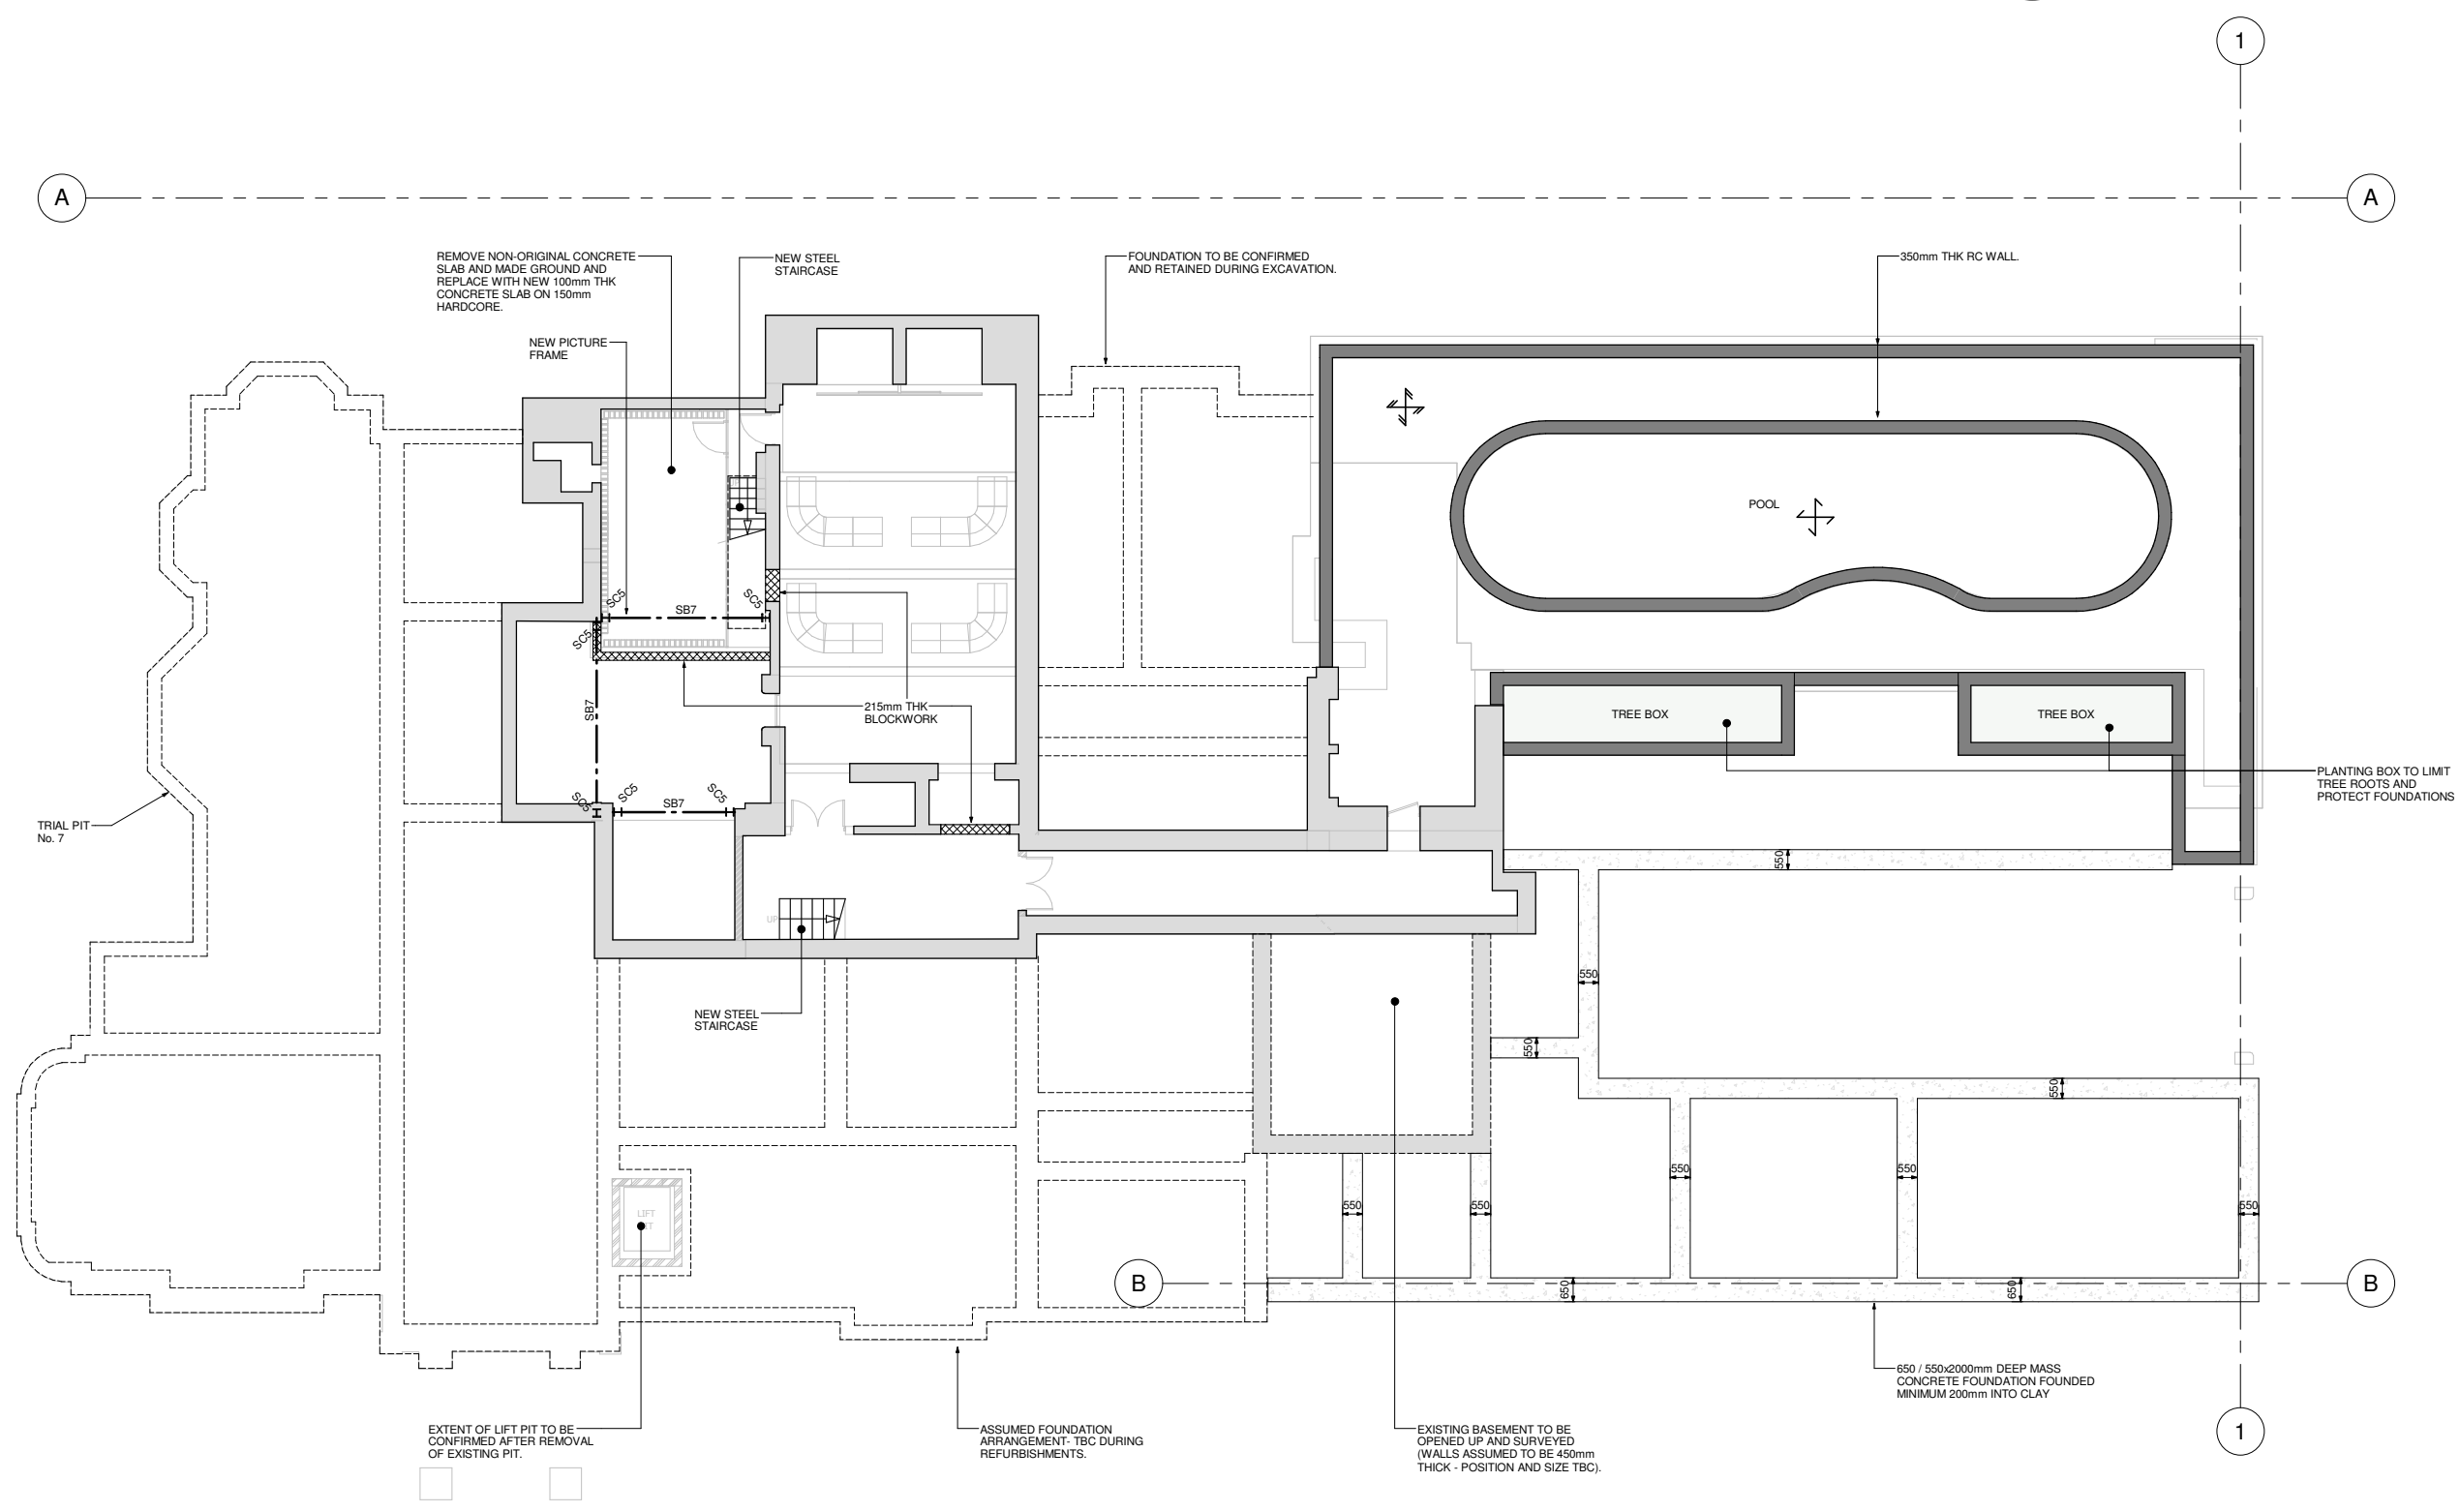 1
A
A
REMOVE NON-ORIGINAL CONCRETE
SLAB AND MADE GROUND AND
REPLACE WITH NEW 100mm THK
CONCRETE SLAB ON 150mm
HARDCORE.
NEW STEEL
STAIRCASE
FOUNDATION TO BE CONFIRMED
AND RETAINED DURING EXCAVATION.
350mm THK RC WALL.
NEW PICTURE
FRAME
POOL
SC5
SB7
SC5
SC5
SB7
215mm THK
BLOCKWORK
TREE BOX
TREE BOX
PLANTING BOX TO LIMIT
TREE ROOTS AND
PROTECT FOUNDATIONS
SC5
SC5
SB7
SC5
TRIAL PIT
No. 7
550
UP
550
NEW STEEL
STAIRCASE
550
550
550
550
550
550
550
LIFT
B
650
650
B
650 / 550x2000mm DEEP MASS
CONCRETE FOUNDATION FOUNDED
MINIMUM 200mm INTO CLAY
EXTENT OF LIFT PIT TO BE
CONFIRMED AFTER REMOVAL
OF EXISTING PIT.
ASSUMED FOUNDATION
ARRANGEMENT- TBC DURING
REFURBISHMENTS.
EXISTING BASEMENT TO BE
OPENED UP AND SURVEYED
(WALLS ASSUMED TO BE 450mm
THICK - POSITION AND SIZE TBC).
1